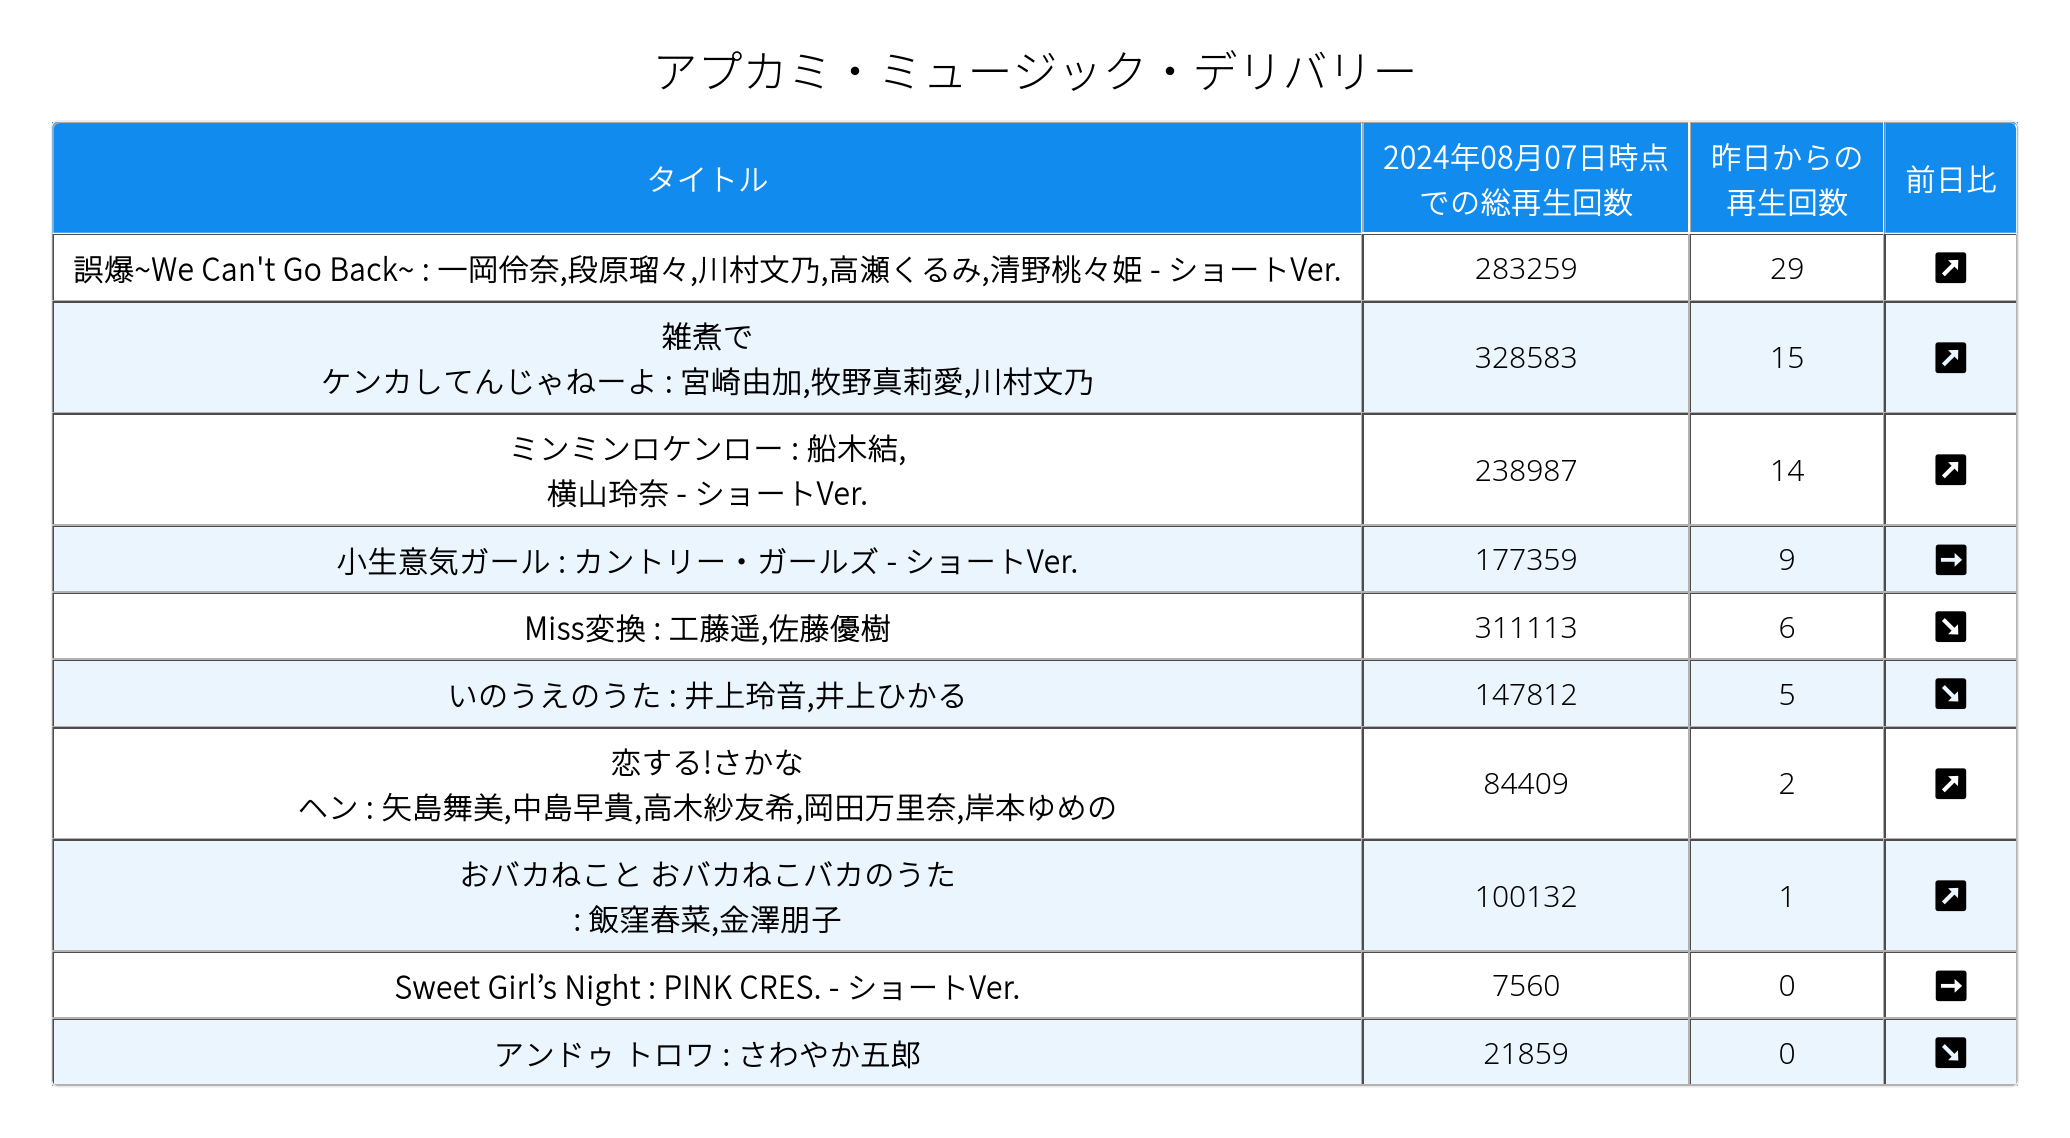 アプカミ・ミュージック・デリバリー
タイトル
2024年08月07日時点
での総再生回数
昨日からの
再生回数
前日比
誤爆~We Can't Go Back~ : 一岡伶奈,段原瑠々,川村文乃,高瀬くるみ,清野桃々姫 - ショートVer.
283259
29
雑煮で
ケンカしてんじゃねーよ : 宮崎由加,牧野真莉愛,川村文乃
328583
15
ミンミンロケンロー : 船木結,
横山玲奈 - ショートVer.
238987
14
小生意気ガール : カントリー・ガールズ - ショートVer.
177359
9
Miss変換 : 工藤遥,佐藤優樹
311113
6
いのうえのうた : 井上玲音,井上ひかる
147812
5
恋する!さかな
ヘン : 矢島舞美,中島早貴,高木紗友希,岡田万里奈,岸本ゆめの
84409
2
おバカねこと おバカねこバカのうた
: 飯窪春菜,金澤朋子
100132
1
Sweet Girl’s Night : PINK CRES. - ショートVer.
7560
0
アンドゥ トロワ : さわやか五郎
21859
0